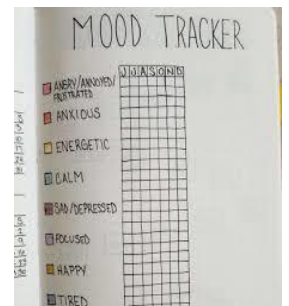 MOOD TRACKER
J J A S O N D
ANGRY/ANNOYED/
FRUSTRATED
ANXIOUS
ENERGETIC
CALM
SAD/DEPRESSED
FOCUSED
HAPPY
TIRED